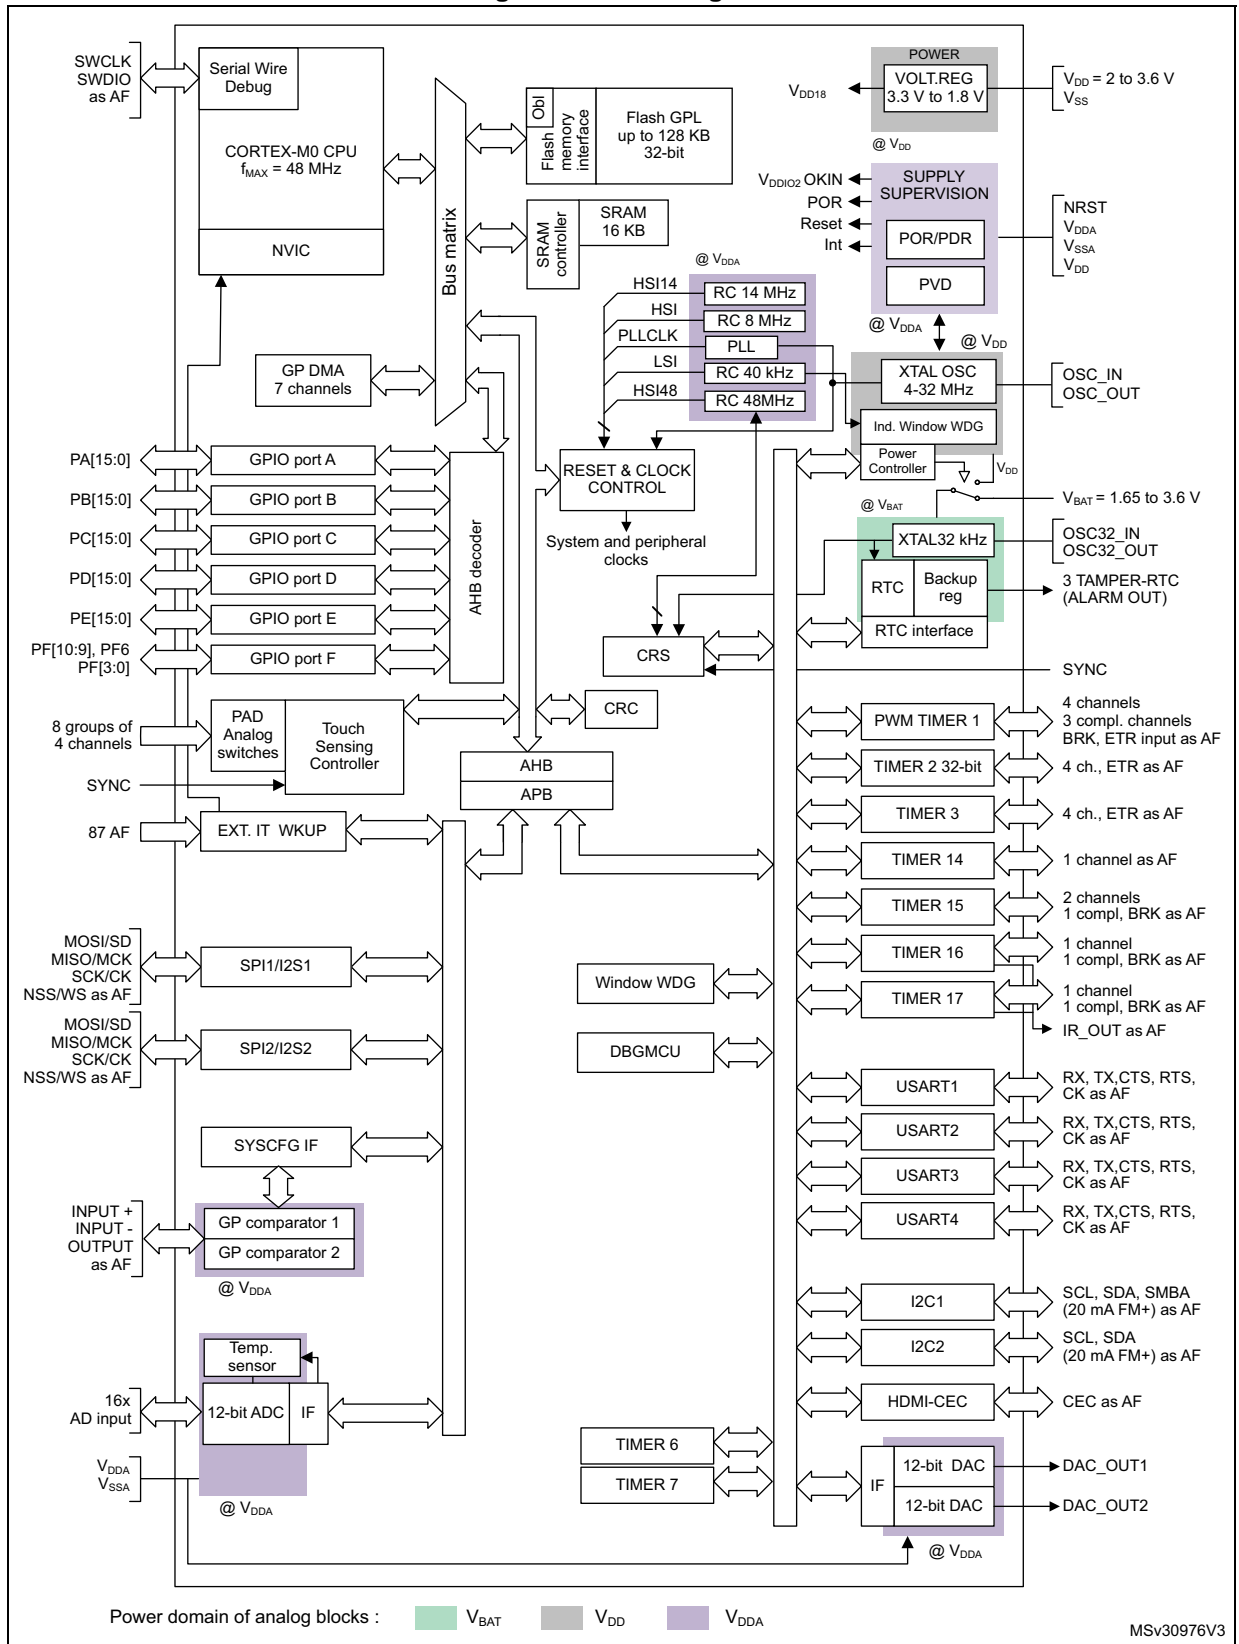 SWCLK
SWDIO
as AF
Serial Wire
Debug
CORTEX-M0 CPU
fMAX = 48 MHz
NVIC
Bus matrix
Obl
Flash
memory
interface
Flash GPL
up to 128 KB
32-bit
SRAM
controller
SRAM
16 KB
POWER
VOLT.REG
3.3 V to 1.8 V
VDD18
VDD = 2 to 3.6 V
VSS
@ VDD
SUPPLY
SUPERVISION
VDDIO2 OKIN
POR
Reset
Int
POR/PDR
PVD
NRST
VDDA
VSSA
VDD
@ VDDA
@ VDDA
@ VDD
HSI14
HSI
PLLCLK
LSI
HSI48
RC 14 MHz
RC 8 MHz
PLL
RC 40 kHz
RC 48MHz
XTAL OSC
4-32 MHz
OSC_IN
OSC_OUT
Ind. Window WDG
Power
Controller
VDD
VBAT = 1.65 to 3.6 V
@ VBAT
XTAL32 kHz
OSC32_IN
OSC32_OUT
RTC
Backup
reg
3 TAMPER-RTC
(ALARM OUT)
RTC interface
GP DMA
7 channels
RESET & CLOCK
CONTROL
System and peripheral
clocks
PA[15:0]
GPIO port A
PB[15:0]
GPIO port B
PC[15:0]
GPIO port C
PD[15:0]
GPIO port D
PE[15:0]
GPIO port E
PF[10:9], PF6
PF[3:0]
GPIO port F
AHB decoder
CRS
SYNC
8 groups of
4 channels
PAD
Analog
switches
Touch
Sensing
Controller
SYNC
CRC
AHB
APB
87 AF
EXT. IT WKUP
PWM TIMER 1
4 channels
3 compl. channels
BRK, ETR input as AF
TIMER 2 32-bit
4 ch., ETR as AF
TIMER 3
4 ch., ETR as AF
TIMER 14
1 channel as AF
TIMER 15
2 channels
1 compl, BRK as AF
TIMER 16
1 channel
1 compl, BRK as AF
TIMER 17
1 channel
1 compl, BRK as AF
IR_OUT as AF
MOSI/SD
MISO/MCK
SCK/CK
NSS/WS as AF
SPI1/I2S1
MOSI/SD
MISO/MCK
SCK/CK
NSS/WS as AF
SPI2/I2S2
Window WDG
DBGMCU
USART1
RX, TX,CTS, RTS,
CK as AF
USART2
RX, TX,CTS, RTS,
CK as AF
USART3
RX, TX,CTS, RTS,
CK as AF
USART4
RX, TX,CTS, RTS,
CK as AF
SYSCFG IF
INPUT +
INPUT -
OUTPUT
as AF
GP comparator 1
GP comparator 2
@ VDDA
I2C1
SCL, SDA, SMBA
(20 mA FM+) as AF
I2C2
SCL, SDA
(20 mA FM+) as AF
HDMI-CEC
CEC as AF
Temp.
sensor
16x
AD input
12-bit ADC
IF
VDDA
VSSA
@ VDDA
TIMER 6
TIMER 7
IF
12-bit DAC
12-bit DAC
DAC_OUT1
DAC_OUT2
@ VDDA
Power domain of analog blocks :
VBAT
VDD
VDDA
MSv30976V3